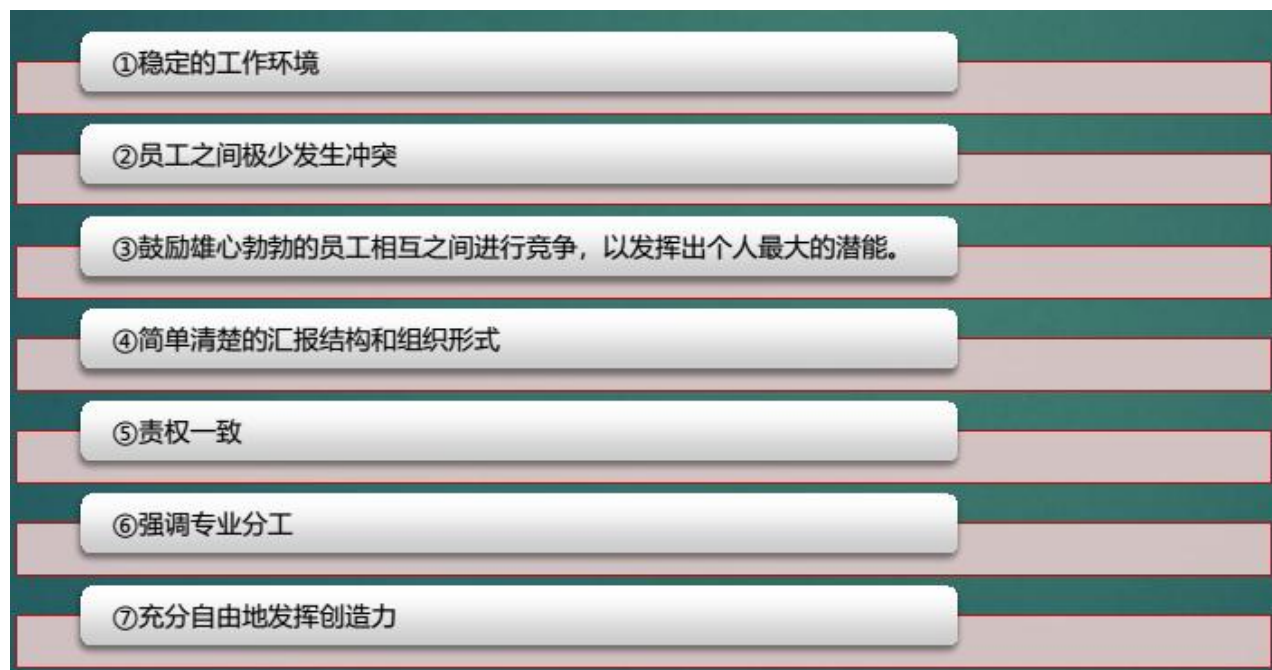 ①稳定的工作环境
②员工之间极少发生冲突
③鼓励雄心勃勃的员工相互之间进行竞争，以发挥出个人最大的潜能。
④简单清楚的汇报结构和组织形式
⑤责权一致
⑥强调专业分工
⑦充分自由地发挥创造力